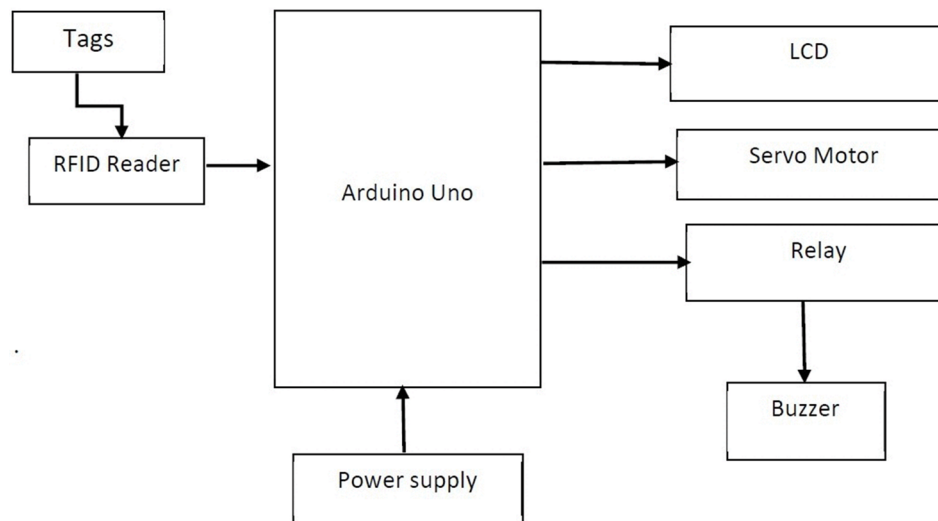 Tags
LCD
RFID Reader
Arduino Uno
Servo Motor
Relay
Buzzer
Power supply